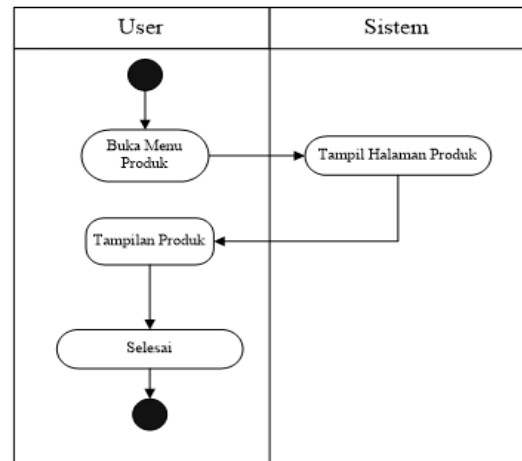 User
Sistem
Buka Menu
Produk
Tampil Halaman Produk
Tampilan Produk
Selesai